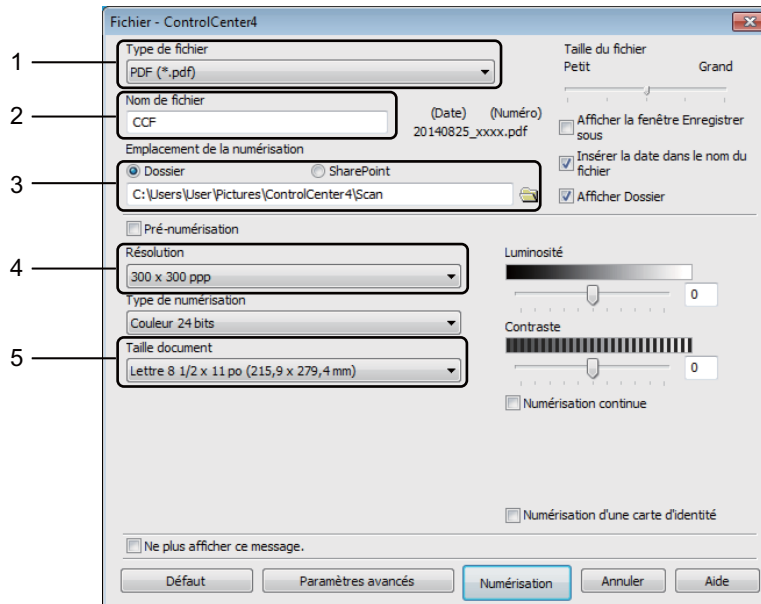 Fichier - ControlCenter4
1
Type de fichier
PDF (*.pdf)
Taille du fichier
Petit Grand
2
Nom de fichier
CCF
(Date) (Numéro)
20140825_xxxx.pdf
Afficher la fenêtre Enregistrer sous
Insérer la date dans le nom du fichier
Afficher Dossier
3
Emplacement de la numérisation
Dossier SharePoint
C:\Users\User\Pictures\ControlCenter4\Scan
Pré-numérisation
4
Résolution
300 x 300 ppp
Type de numérisation
Couleur 24 bits
5
Taille document
Lettre 8 1/2 x 11 po (215,9 x 279,4 mm)
Luminosité
0
Contraste
0
Numérisation continue
Numérisation d'une carte d'identité
Ne plus afficher ce message.
Défaut Paramètres avancés Numérisation Annuler Aide